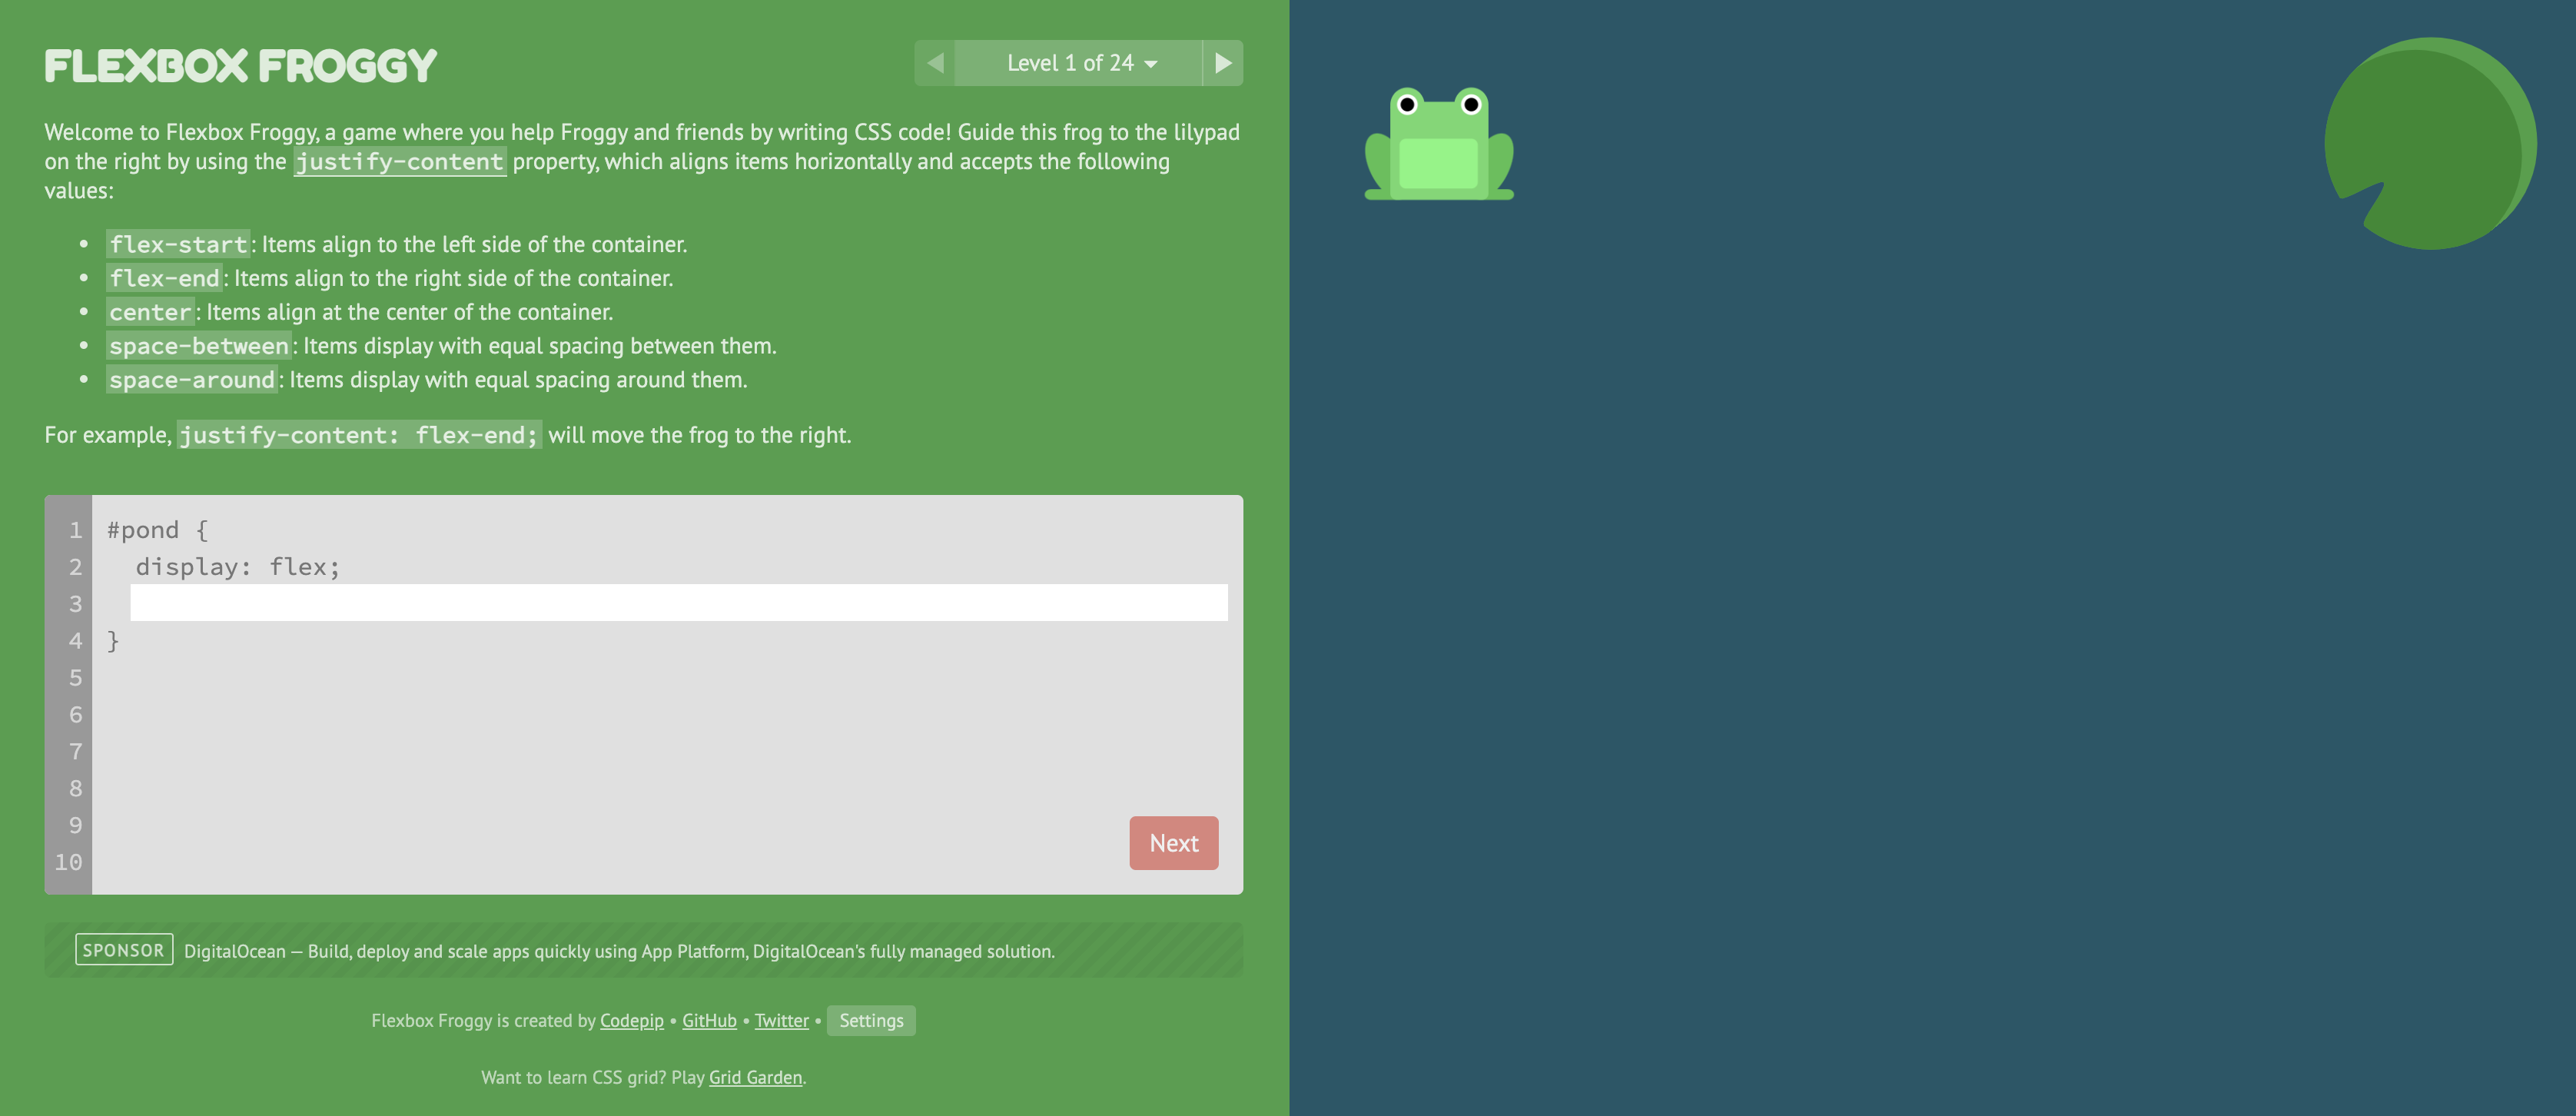 FLEXBOX FROGGY
Level 1 of 24
Welcome to Flexbox Froggy, a game where you help Froggy and friends by writing CSS code! Guide this frog to the lilypad
on the right by using the justify-content property, which aligns items horizontally and accepts the following
values:
• flex-start: Items align to the left side of the container.
• flex-end: Items align to the right side of the container.
• center: Items align at the center of the container.
• space-between: Items display with equal spacing between them.
• space-around: Items display with equal spacing around them.
For example, justify-content: flex-end; will move the frog to the right.
1 #pond {
2 display: flex;
3
4 }
5
6
7
8
9
10
Next
SPONSOR DigitalOcean — Build, deploy and scale apps quickly using App Platform, DigitalOcean's fully managed solution.
Flexbox Froggy is created by Codepip • GitHub • Twitter • Settings
Want to learn CSS grid? Play Grid Garden.